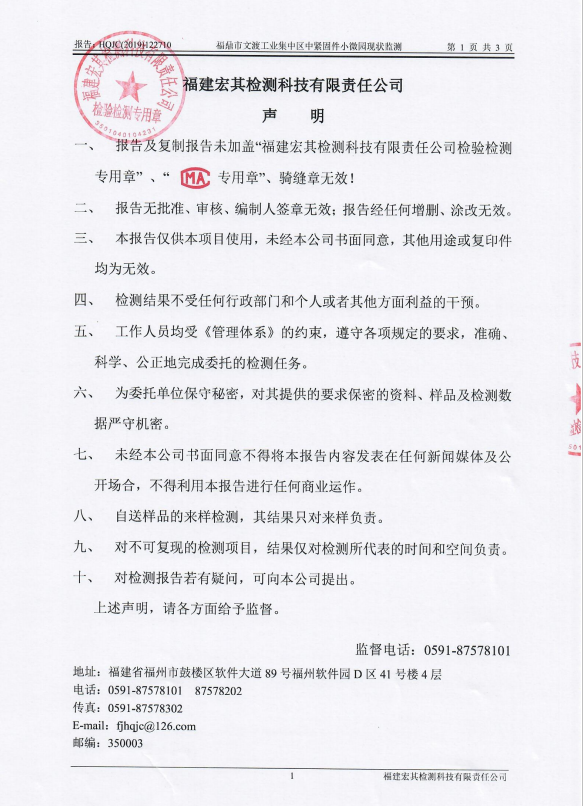 报告: HQJC(2019)122710 福鼎市文渡工业集中区中紧固件小微园现状监测 第 1 页 共 3 页
福建宏其检测科技有限责任公司
检验检测专用章
3501040104231
福建宏其检测科技有限责任公司
声 明
一、 报告及复制报告未加盖“福建宏其检测科技有限责任公司检验检测
专用章”、“ MA 专用章”、骑缝章无效！
二、 报告无批准、审核、编制人签章无效；报告经任何增删、涂改无效。
三、 本报告仅供本项目使用，未经本公司书面同意，其他用途或复印件
均为无效。
四、 检测结果不受任何行政部门和个人或者其他方面利益的干预。
五、 工作人员均受《管理体系》的约束，遵守各项规定的要求，准确、
科学、公正地完成委托的检测任务。
六、 为委托单位保守秘密，对其提供的要求保密的资料、样品及检测数
据严守机密。
七、 未经本公司书面同意不得将本报告内容发表在任何新闻媒体及公
开场合，不得利用本报告进行任何商业运作。
八、 自送样品的来样检测，其结果只对来样负责。
九、 对不可复现的检测项目，结果仅对检测所代表的时间和空间负责。
十、 对检测报告若有疑问，可向本公司提出。
上述声明，请各方面给予监督。
监督电话：0591-87578101
地址：福建省福州市鼓楼区软件大道 89 号福州软件园 D 区 41 号楼 4 层
电话：0591-87578101 87578202
传真：0591-87578302
E-mail：fjhqjc@126.com
邮编：350003
1 福建宏其检测科技有限责任公司